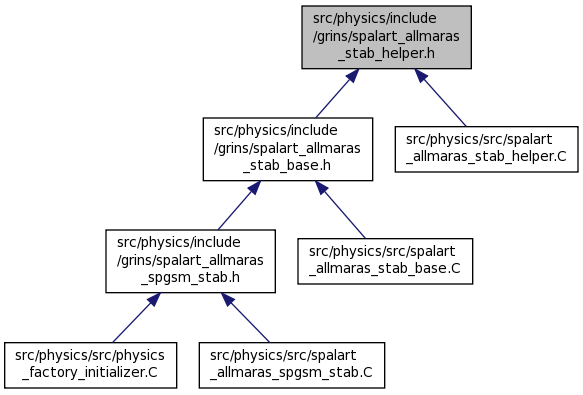 src/physics/include
/grins/spalart_allmaras
_stab_helper.h
src/physics/include
/grins/spalart_allmaras
_stab_base.h
src/physics/src/spalart
_allmaras_stab_helper.C
src/physics/include
/grins/spalart_allmaras
_spgsm_stab.h
src/physics/src/spalart
_allmaras_stab_base.C
src/physics/src/physics
_factory_initializer.C
src/physics/src/spalart
_allmaras_spgsm_stab.C